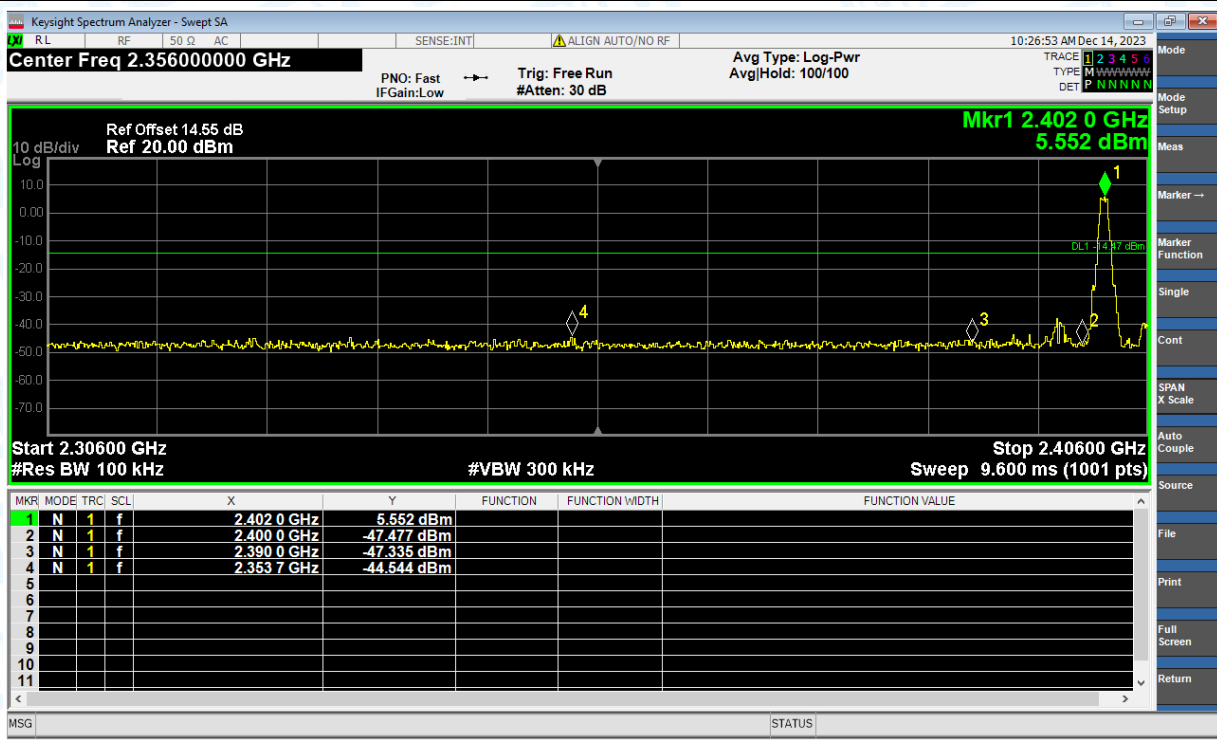 Keysight Spectrum Analyzer - Swept SA
LXI RL RF 50 Ω AC SENSE:INT ALIGN AUTO/NO RF 10:26:53 AM Dec 14, 2023
Center Freq 2.356000000 GHz
PNO: Fast
IFGain:Low
Trig: Free Run
#Atten: 30 dB
Avg Type: Log-Pwr
Avg|Hold: 100/100
TRACE 1 2 3 4 5 6
TYPE M WWWWW
DET P N N N N N
Mkr1 2.402 0 GHz
5.552 dBm
Ref Offset 14.55 dB
10 dB/div Ref 20.00 dBm
Log
10.0
0.00
-10.0
-20.0
-30.0
-40.0
-50.0
-60.0
-70.0
1
DL1 -14.47 dBm
4
3
2
Start 2.30600 GHz Stop 2.40600 GHz
#Res BW 100 kHz #VBW 300 kHz Sweep 9.600 ms (1001 pts)
MKR MODE TRC SCL X Y FUNCTION FUNCTION WIDTH FUNCTION VALUE
1 N 1 f 2.402 0 GHz 5.552 dBm
2 N 1 f 2.400 0 GHz -47.477 dBm
3 N 1 f 2.390 0 GHz -47.335 dBm
4 N 1 f 2.353 7 GHz -44.544 dBm
5
6
7
8
9
10
11
MSG STATUS
Mode
Mode
Setup
Meas
Marker →
Marker
Function
Single
Cont
SPAN
X Scale
Auto
Couple
Source
File
Print
Full
Screen
Return